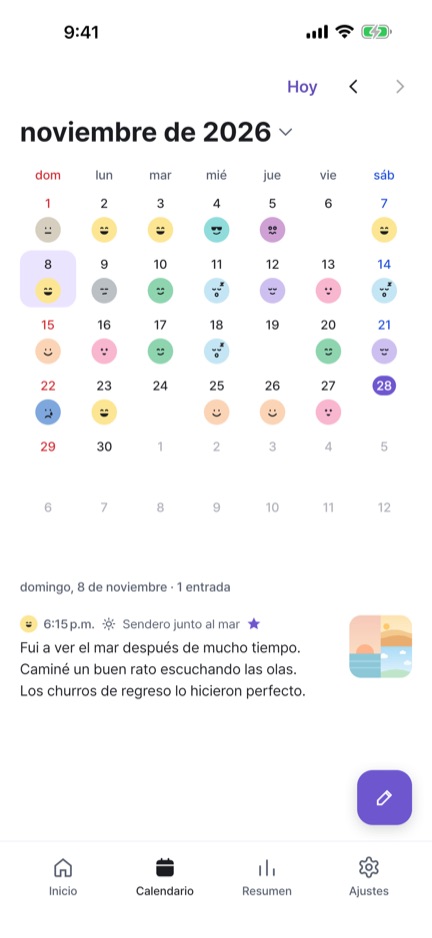 9:41
Hoy
noviembre de 2026
dom lun mar mié jue vie sáb
1 2 3 4 5 6 7
8 9 10 11 12 13 14
15 16 17 18 19 20 21
22 23 24 25 26 27 28
29 30 1 2 3 4 5
6 7 8 9 10 11 12
domingo, 8 de noviembre · 1 entrada
6:15 p.m. Sendero junto al mar
Fui a ver el mar después de mucho tiempo.
Caminé un buen rato escuchando las olas.
Los churros de regreso lo hicieron perfecto.
Inicio Calendario Resumen Ajustes